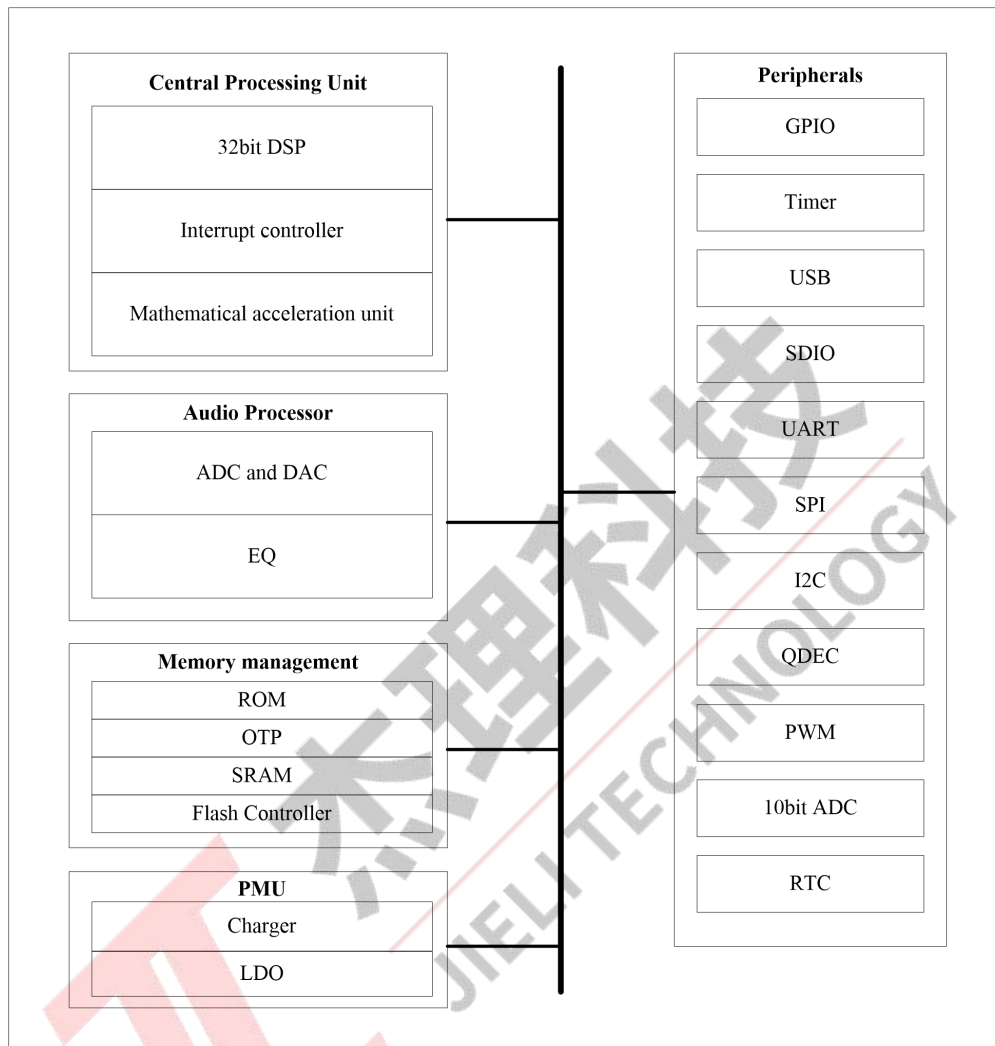 Central Processing Unit
32bit DSP
Interrupt controller
Mathematical acceleration unit
Audio Processor
ADC and DAC
EQ
Memory management
ROM
OTP
SRAM
Flash Controller
PMU
Charger
LDO
Peripherals
GPIO
Timer
USB
SDIO
UART
SPI
I2C
QDEC
PWM
10bit ADC
RTC
杰理科技
JIELI TECHNOLOGY